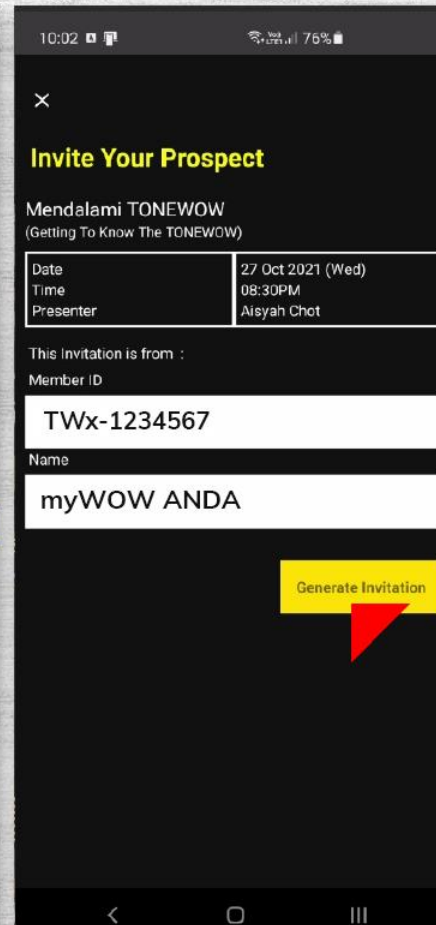 10:02 76%
Invite Your Prospect
Mendalami TONEWOW
(Getting To Know The TONEWOW)
Date 27 Oct 2021 (Wed)
Time 08:30PM
Presenter Aisyah Chot
This Invitation is from :
Member ID
TWx-1234567
Name
myWOW ANDA
Generate Invitation